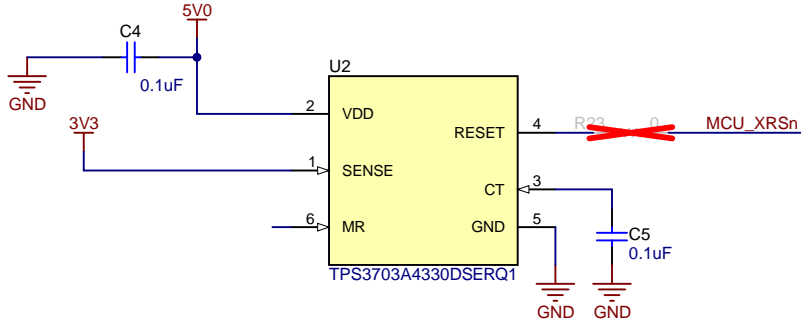 5V0
C4
0.1uF
GND
3V3
U2
2
VDD
1
SENSE
6
MR
RESET
4
CT
3
GND
5
TPS3703A4330DSERQ1
R23
0
MCU_XRSn
C5
0.1uF
GND
GND